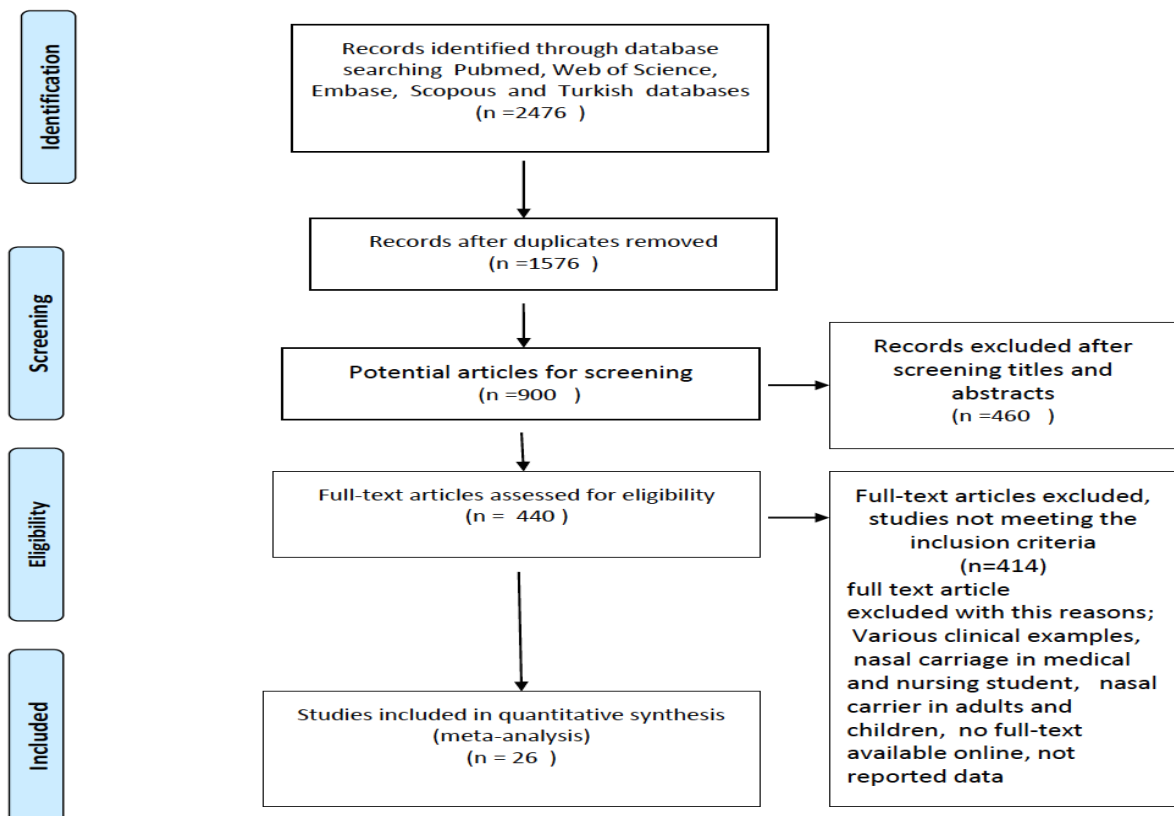 Identification
Records identified through database
searching Pubmed, Web of Science,
Embase, Scopous and Turkish databases
(n =2476 )
Records after duplicates removed
(n =1576 )
Screening
Potential articles for screening
(n =900 )
Records excluded after
screening titles and
abstracts
(n =460 )
Eligibility
Full-text articles assessed for eligibility
(n = 440 )
Full-text articles excluded,
studies not meeting the
inclusion criteria
(n=414)
full text article
excluded with this reasons;
Various clinical examples,
nasal carriage in medical
and nursing student, nasal
carrier in adults and
children, no full-text
available online, not
reported data
Included
Studies included in quantitative synthesis
(meta-analysis)
(n = 26 )